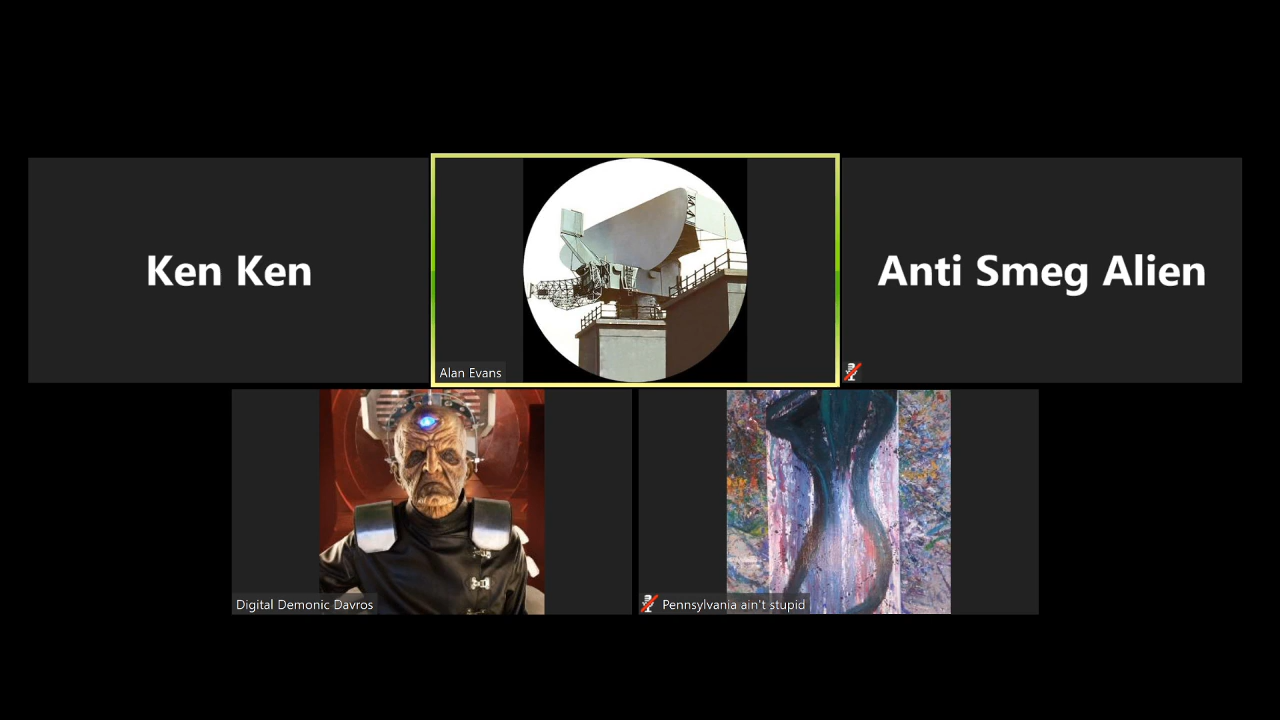 Ken Ken
Alan Evans
Anti Smeg Alien
Digital Demonic Davros
Pennsylvania ain't stupid